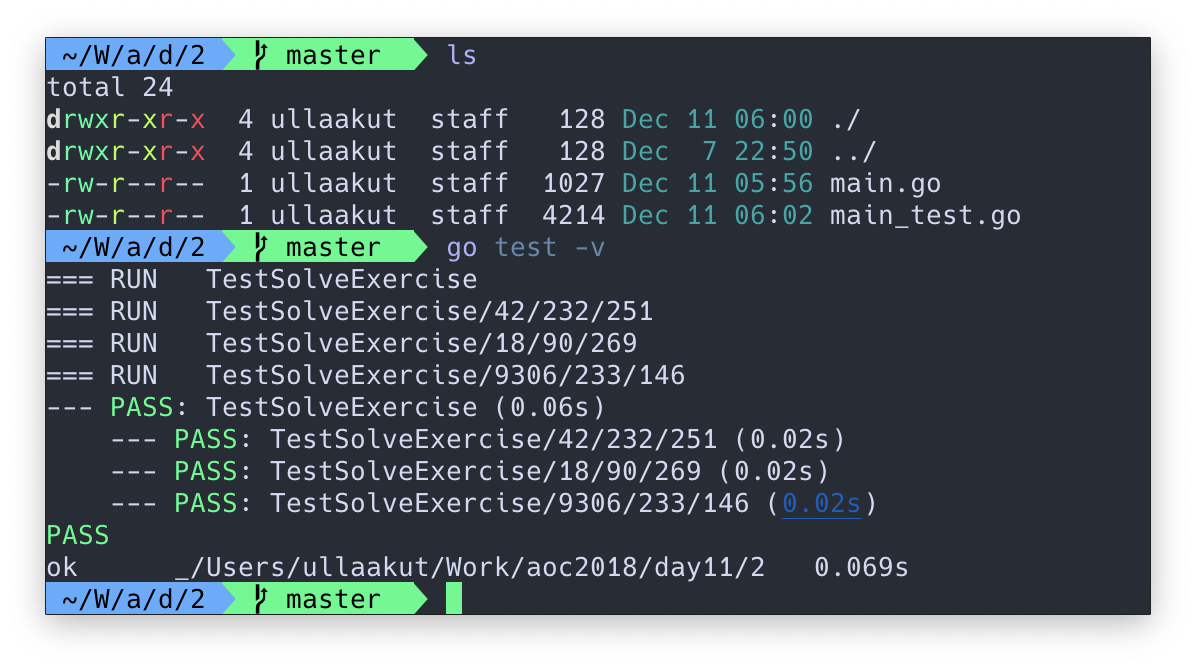 ~/W/a/d/2 master ls
total 24
drwxr-xr-x  4 ullaakut  staff   128 Dec 11 06:00 ./
drwxr-xr-x  4 ullaakut  staff   128 Dec  7 22:50 ../
-rw-r--r--  1 ullaakut  staff  1027 Dec 11 05:56 main.go
-rw-r--r--  1 ullaakut  staff  4214 Dec 11 06:02 main_test.go
~/W/a/d/2 master go test -v
=== RUN   TestSolveExercise
=== RUN   TestSolveExercise/42/232/251
=== RUN   TestSolveExercise/18/90/269
=== RUN   TestSolveExercise/9306/233/146
--- PASS: TestSolveExercise (0.06s)
    --- PASS: TestSolveExercise/42/232/251 (0.02s)
    --- PASS: TestSolveExercise/18/90/269 (0.02s)
    --- PASS: TestSolveExercise/9306/233/146 (0.02s)
PASS
ok      _/Users/ullaakut/Work/aoc2018/day11/2   0.069s
~/W/a/d/2 master